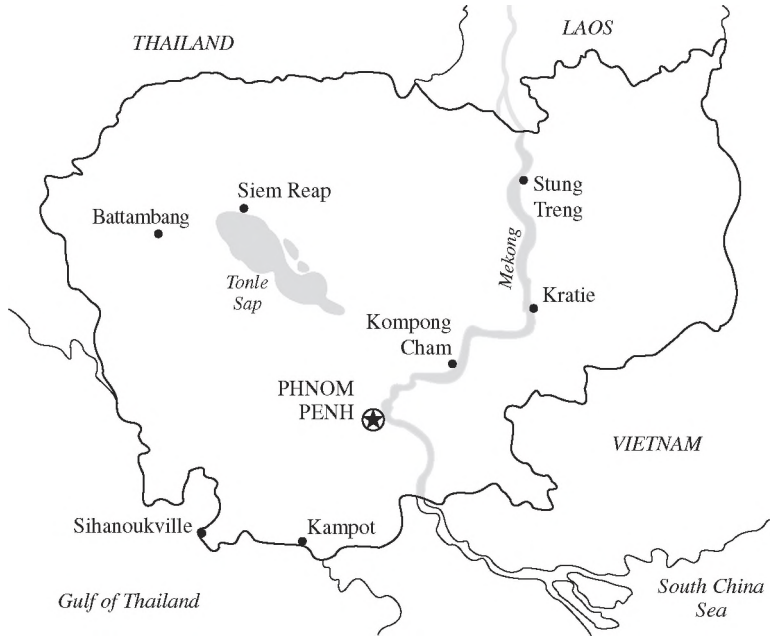 THAILAND
LAOS
Siem Reap
Battambang
Stung
Treng
Tonle
Sap
Mekong
Kratie
Kompong
Cham
PHNOM
PENH
VIETNAM
Sihanoukville
Kampot
Gulf of Thailand
South China
Sea